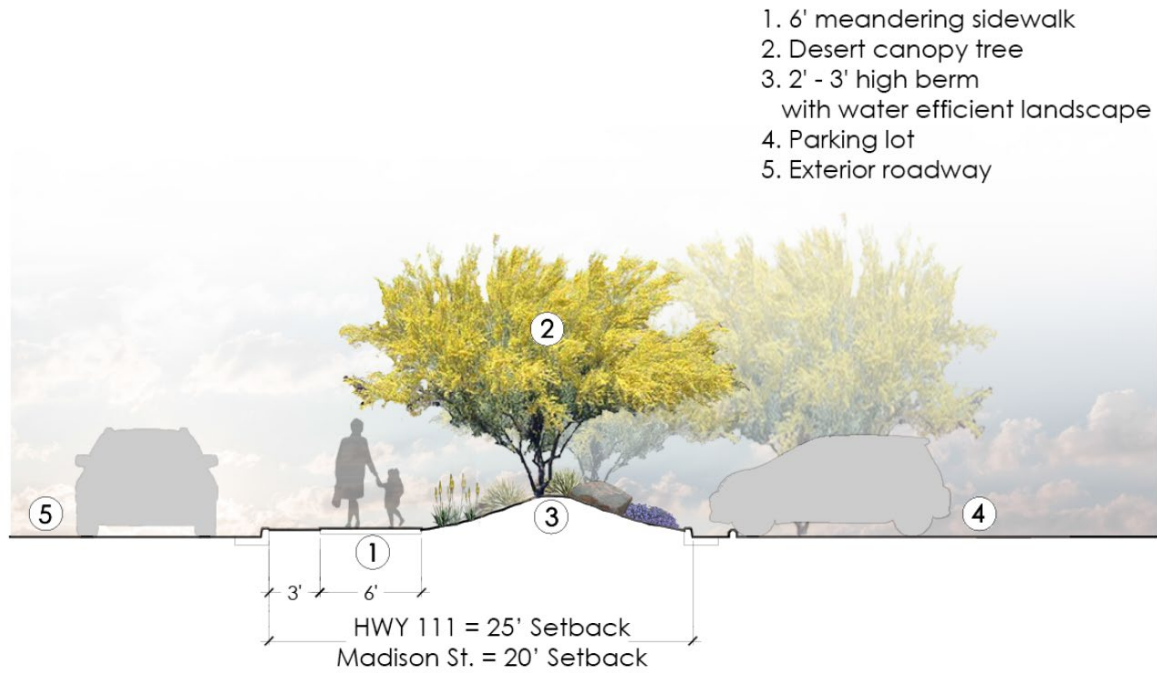 1. 6' meandering sidewalk
2. Desert canopy tree
3. 2' - 3' high berm
with water efficient landscape
4. Parking lot
5. Exterior roadway
2
5
3
4
1
3'
6'
HWY 111 = 25’ Setback
Madison St. = 20’ Setback